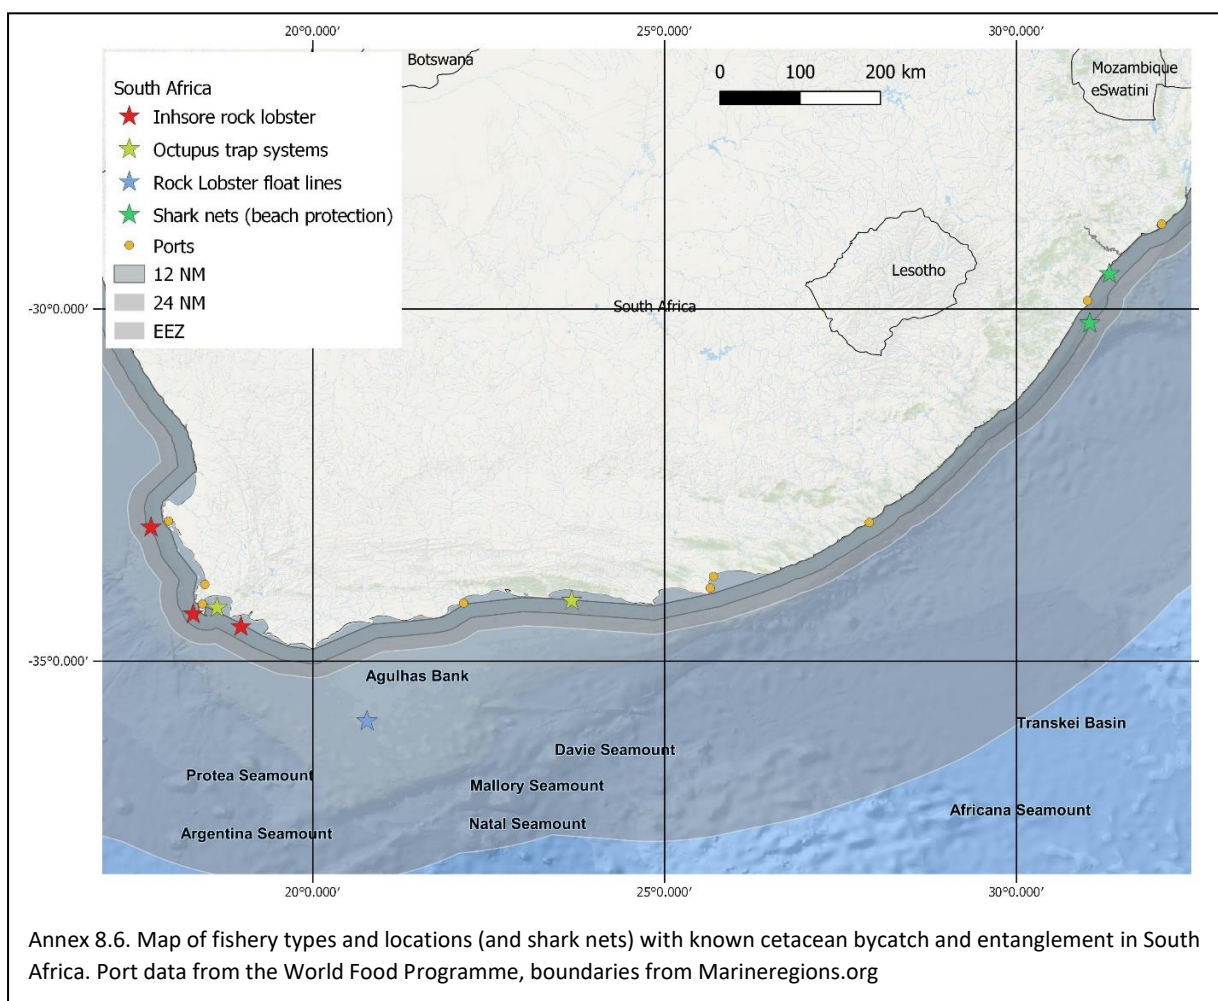 20°0.000′ 25°0.000′ 30°0.000′
Botswana
Mozambique
eSwatini
0 100 200 km
South Africa
Inhsore rock lobster
Octupus trap systems
Rock Lobster float lines
Shark nets (beach protection)
Ports
12 NM
24 NM
EEZ
Lesotho
South Africa
-30°0.000′
-35°0.000′
Agulhas Bank
Transkei Basin
Davie Seamount
Protea Seamount
Mallory Seamount
Africana Seamount
Natal Seamount
Argentina Seamount
20°0.000′ 25°0.000′ 30°0.000′
Annex 8.6. Map of fishery types and locations (and shark nets) with known cetacean bycatch and entanglement in South
Africa. Port data from the World Food Programme, boundaries from Marineregions.org